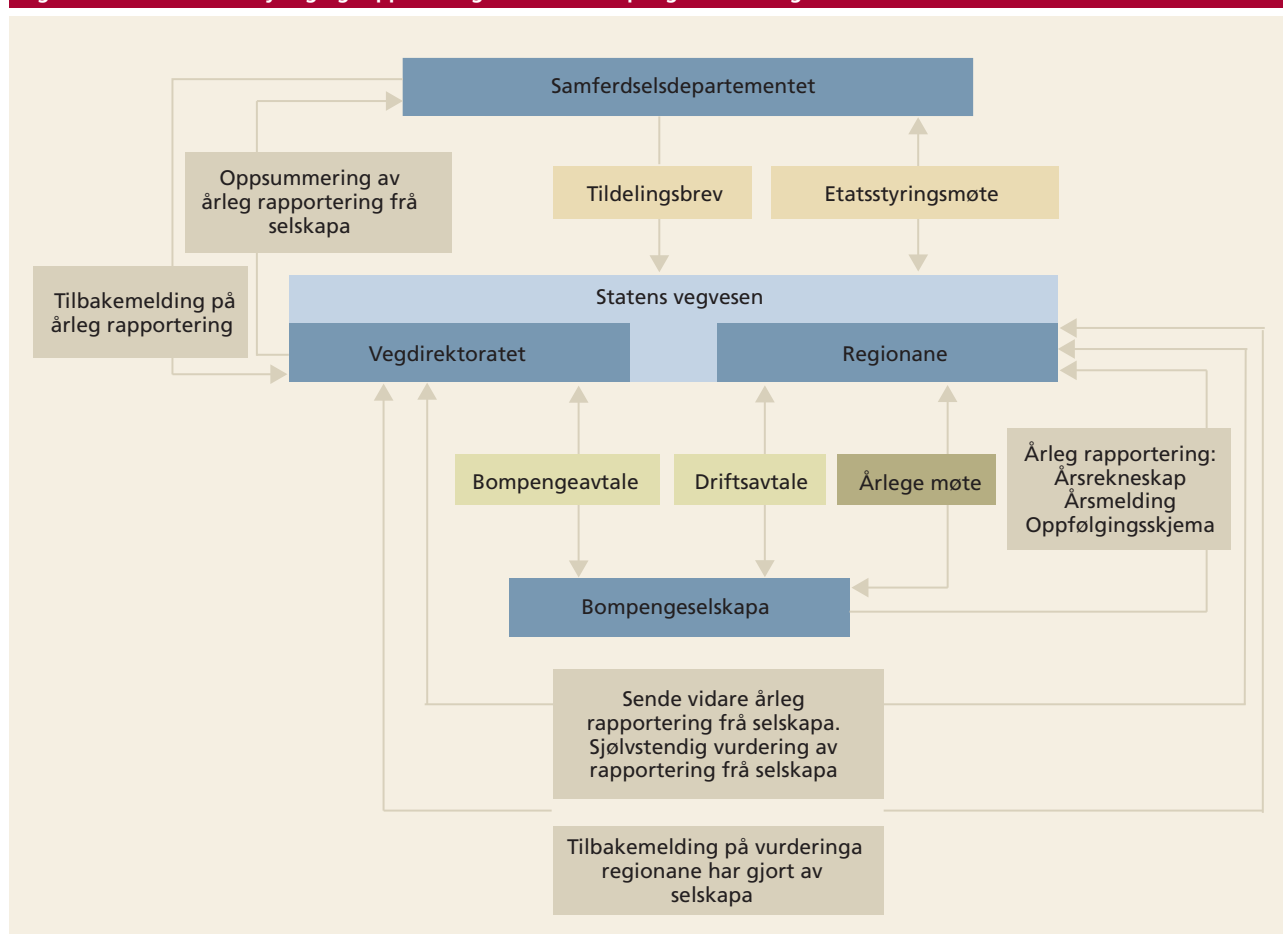 Samferdselsdepartementet
Oppsummering av
årleg rapportering frå
selskapa
Tildelingsbrev
Etatsstyringsmøte
Tilbakemelding på
årleg rapportering
Statens vegvesen
Vegdirektoratet
Regionane
Bompengeavtale
Driftsavtale
Årlege møte
Årleg rapportering:
Årsrekneskap
Årsmelding
Oppfølgingsskjema
Bompengeselskapa
Sende vidare årleg
rapportering frå selskapa.
Sjølvstendig vurdering av
rapportering frå selskapa
Tilbakemelding på vurderinga
regionane har gjort av
selskapa